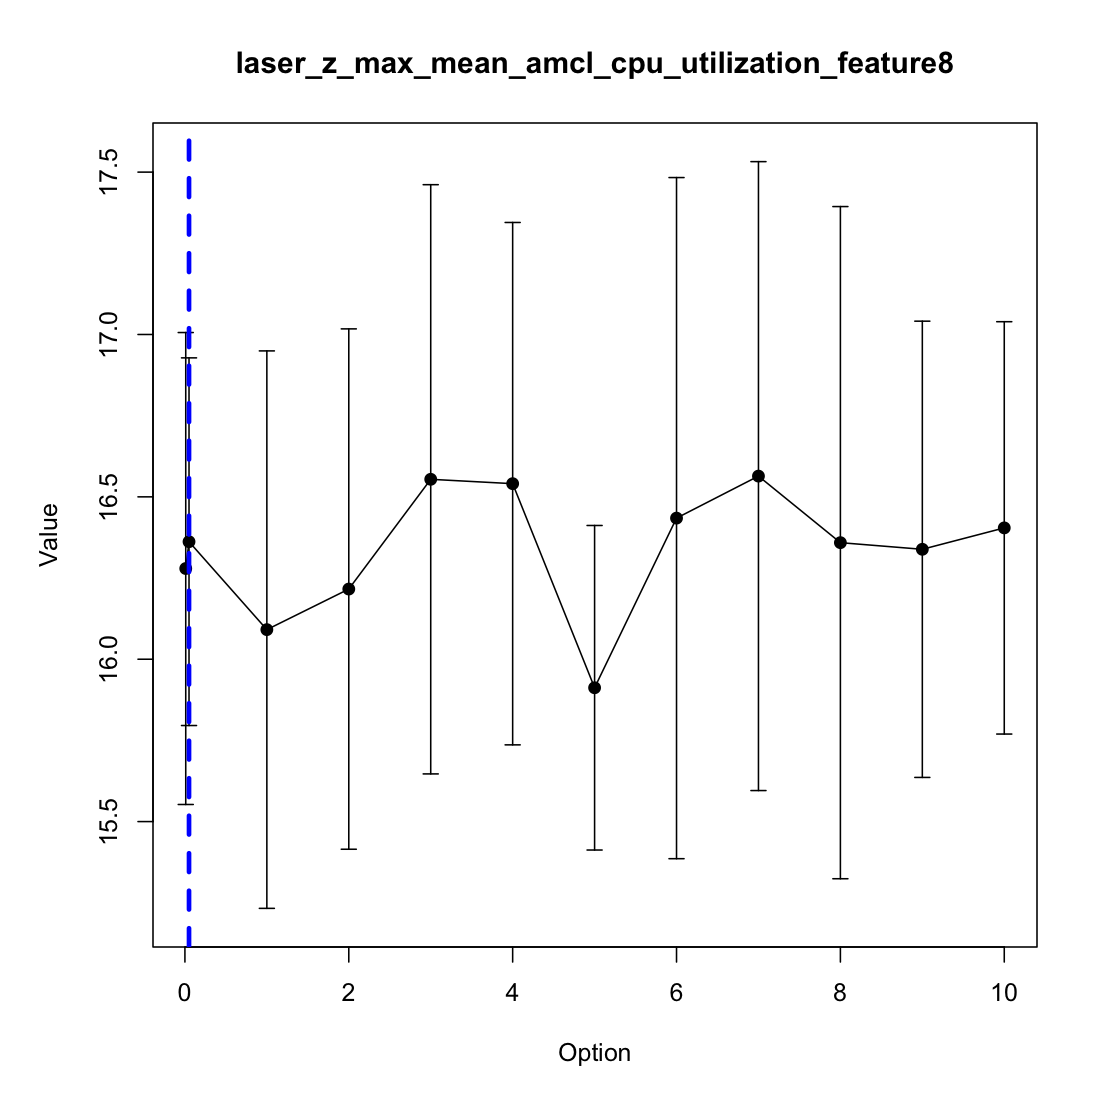 laser_z_max_mean_amcl_cpu_utilization_feature8
Value
17.5
17.0
16.5
16.0
15.5
0 2 4 6 8 10
Option